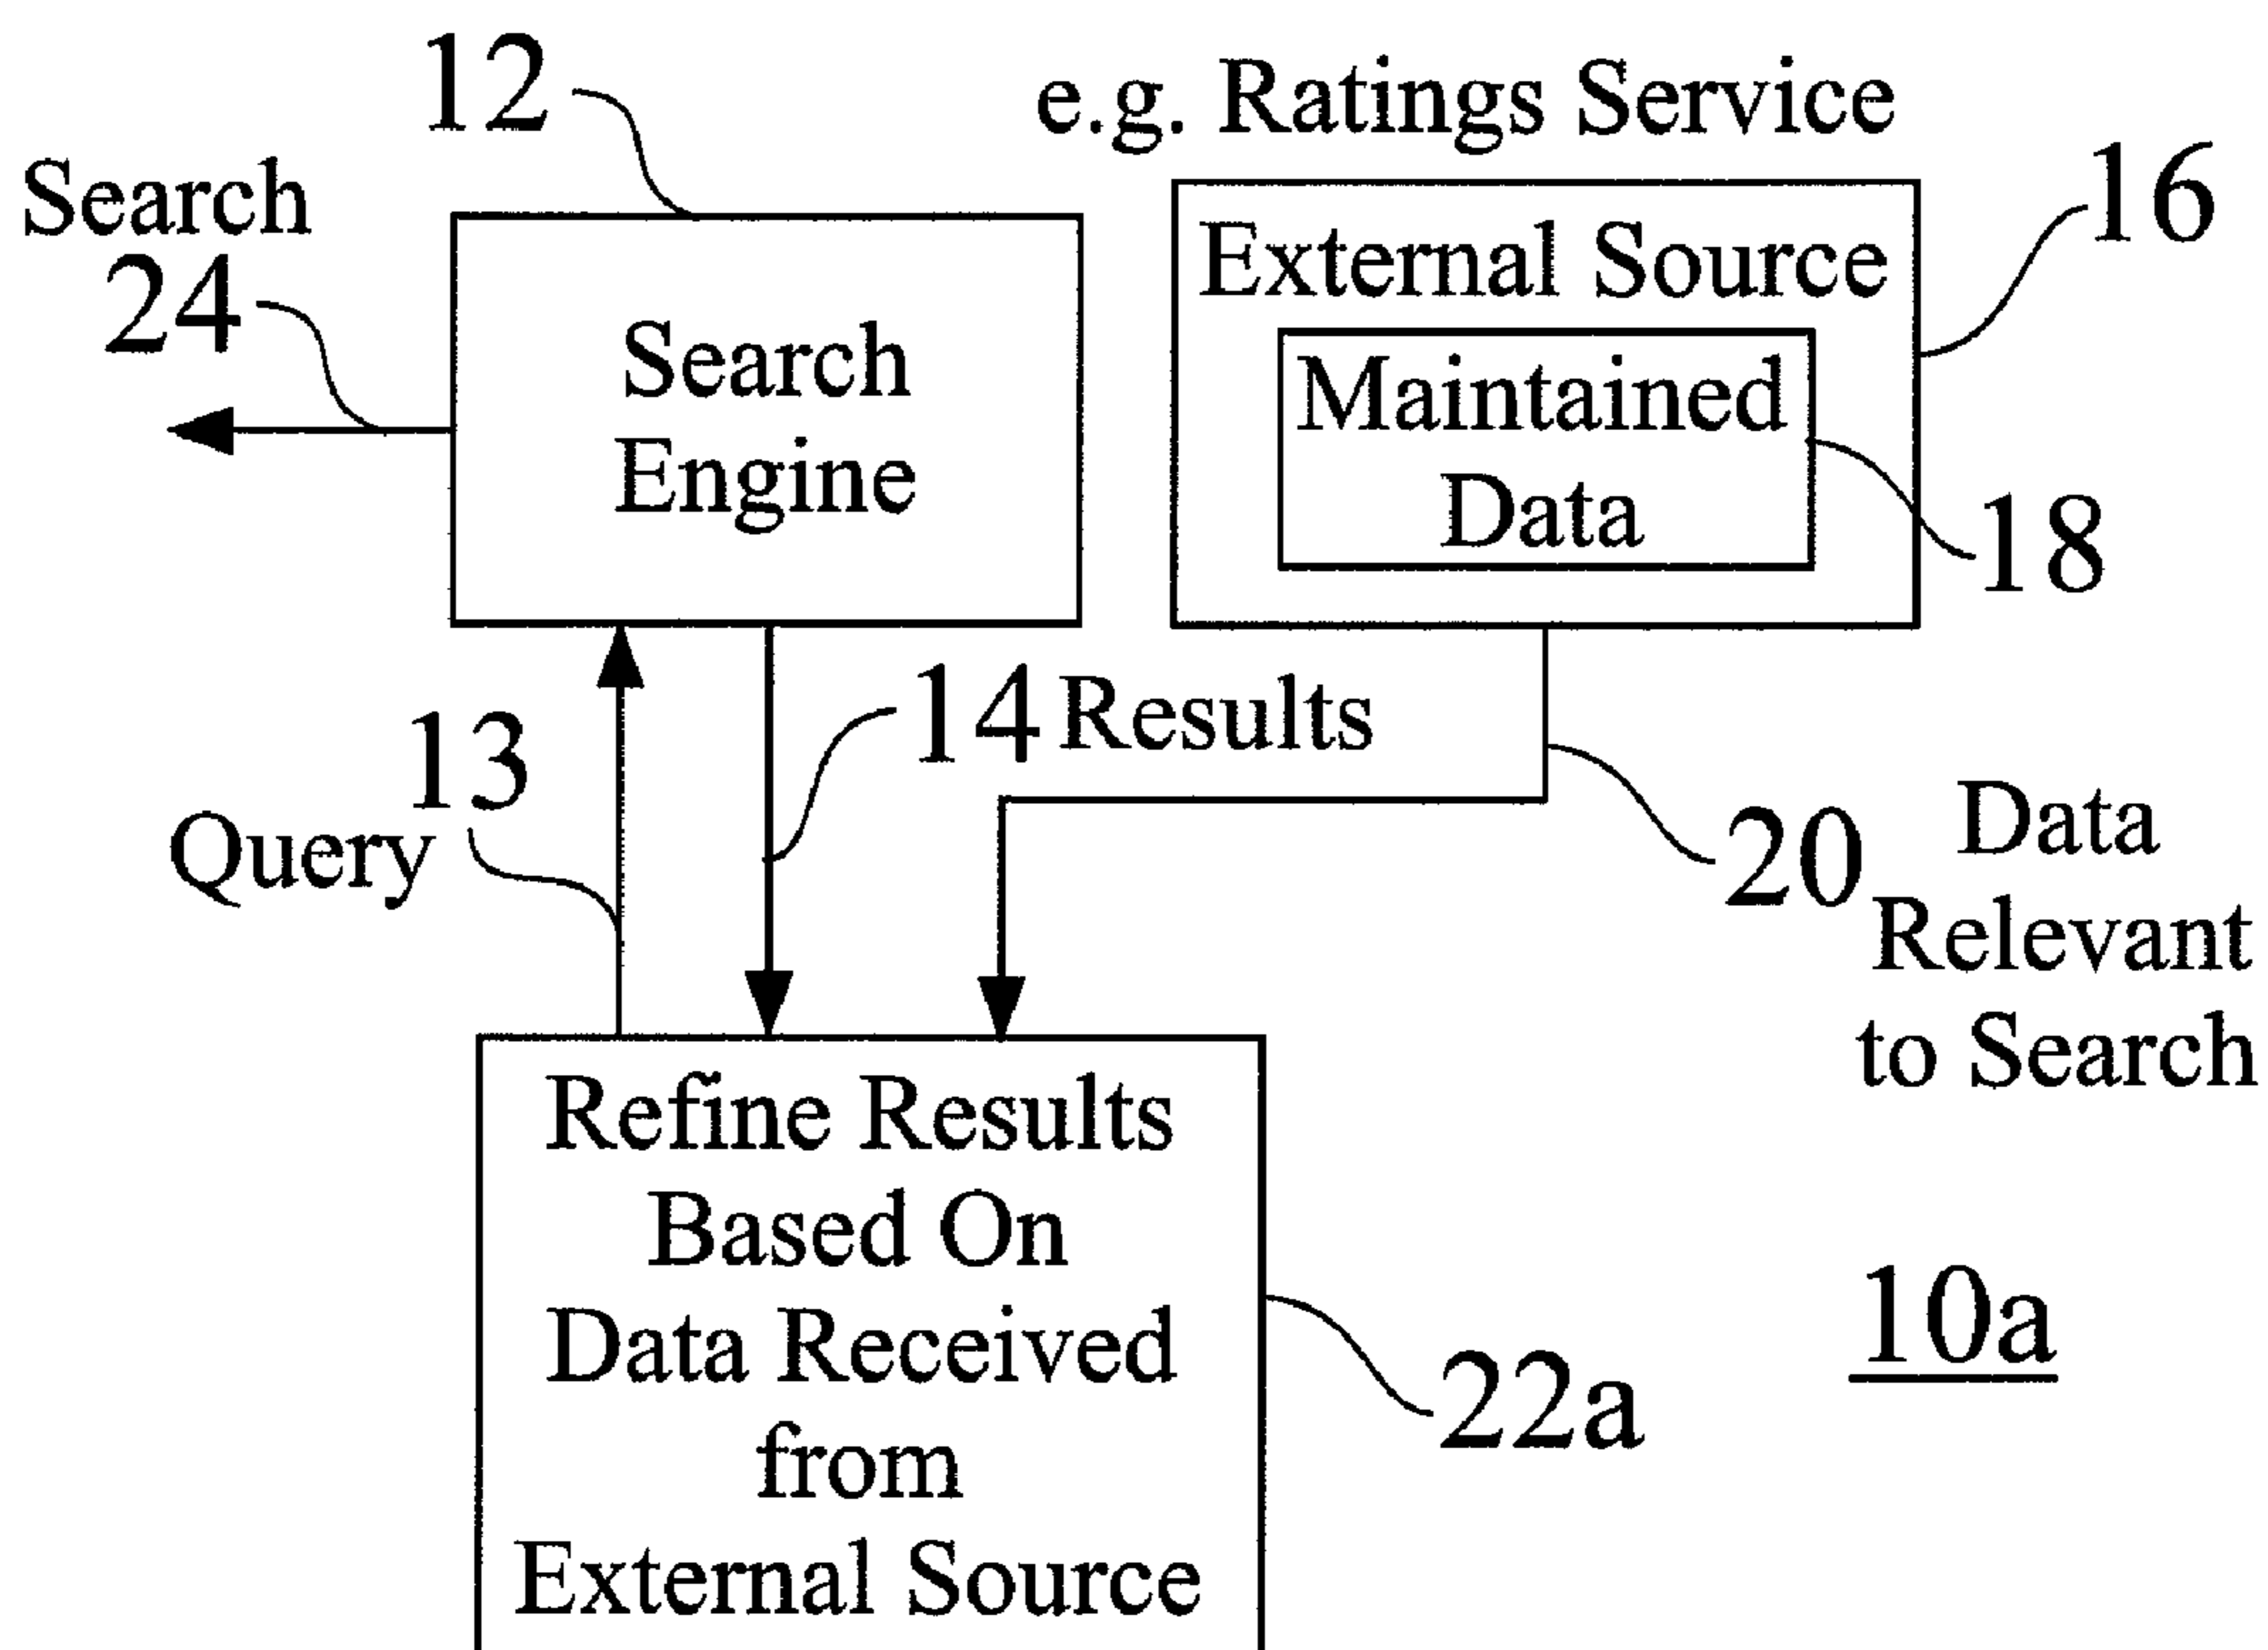 12
e.g. Ratings Service
Search
24
16
External Source
Search
Engine
Maintained
Data
18
14 Results
13
Query
20
Data
Relevant
to Search
Refine Results
Based On
Data Received
from
External Source
22a
10a